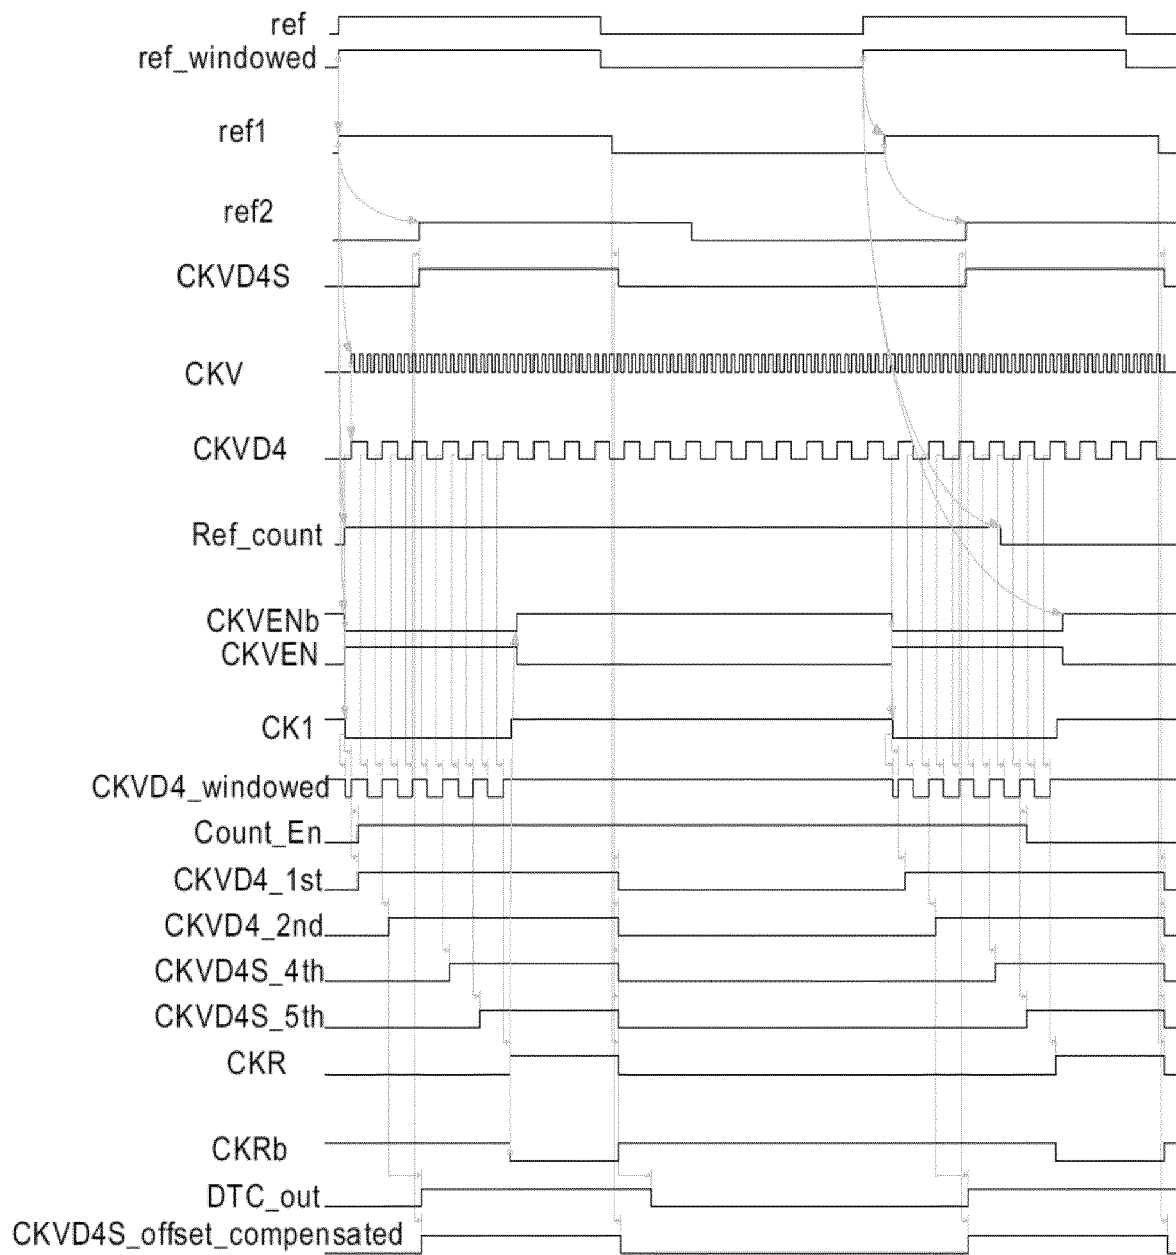 ref
ref_windowed
ref1
ref2
CKVD4S
CKV
CKVD4
Ref_count
CKVENb
CKVEN
CK1
CKVD4_windowed
Count_En
CKVD4_1st
CKVD4_2nd
CKVD4S_4th
CKVD4S_5th
CKR
CKRb
DTC_out
CKVD4S_offset_compensated